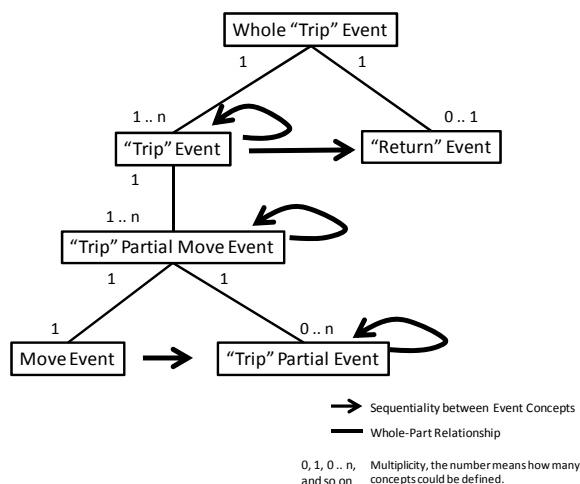 Whole “Trip” Event
1
1
1 .. n
0 .. 1
“Trip” Event
“Return” Event
1
1 .. n
“Trip” Partial Move Event
1
1
1
0 .. n
Move Event
“Trip” Partial Event
Sequentiality between Event Concepts
Whole-Part Relationship
0, 1, 0 .. n,
and so on
Multiplicity, the number means how many
concepts could be defined.